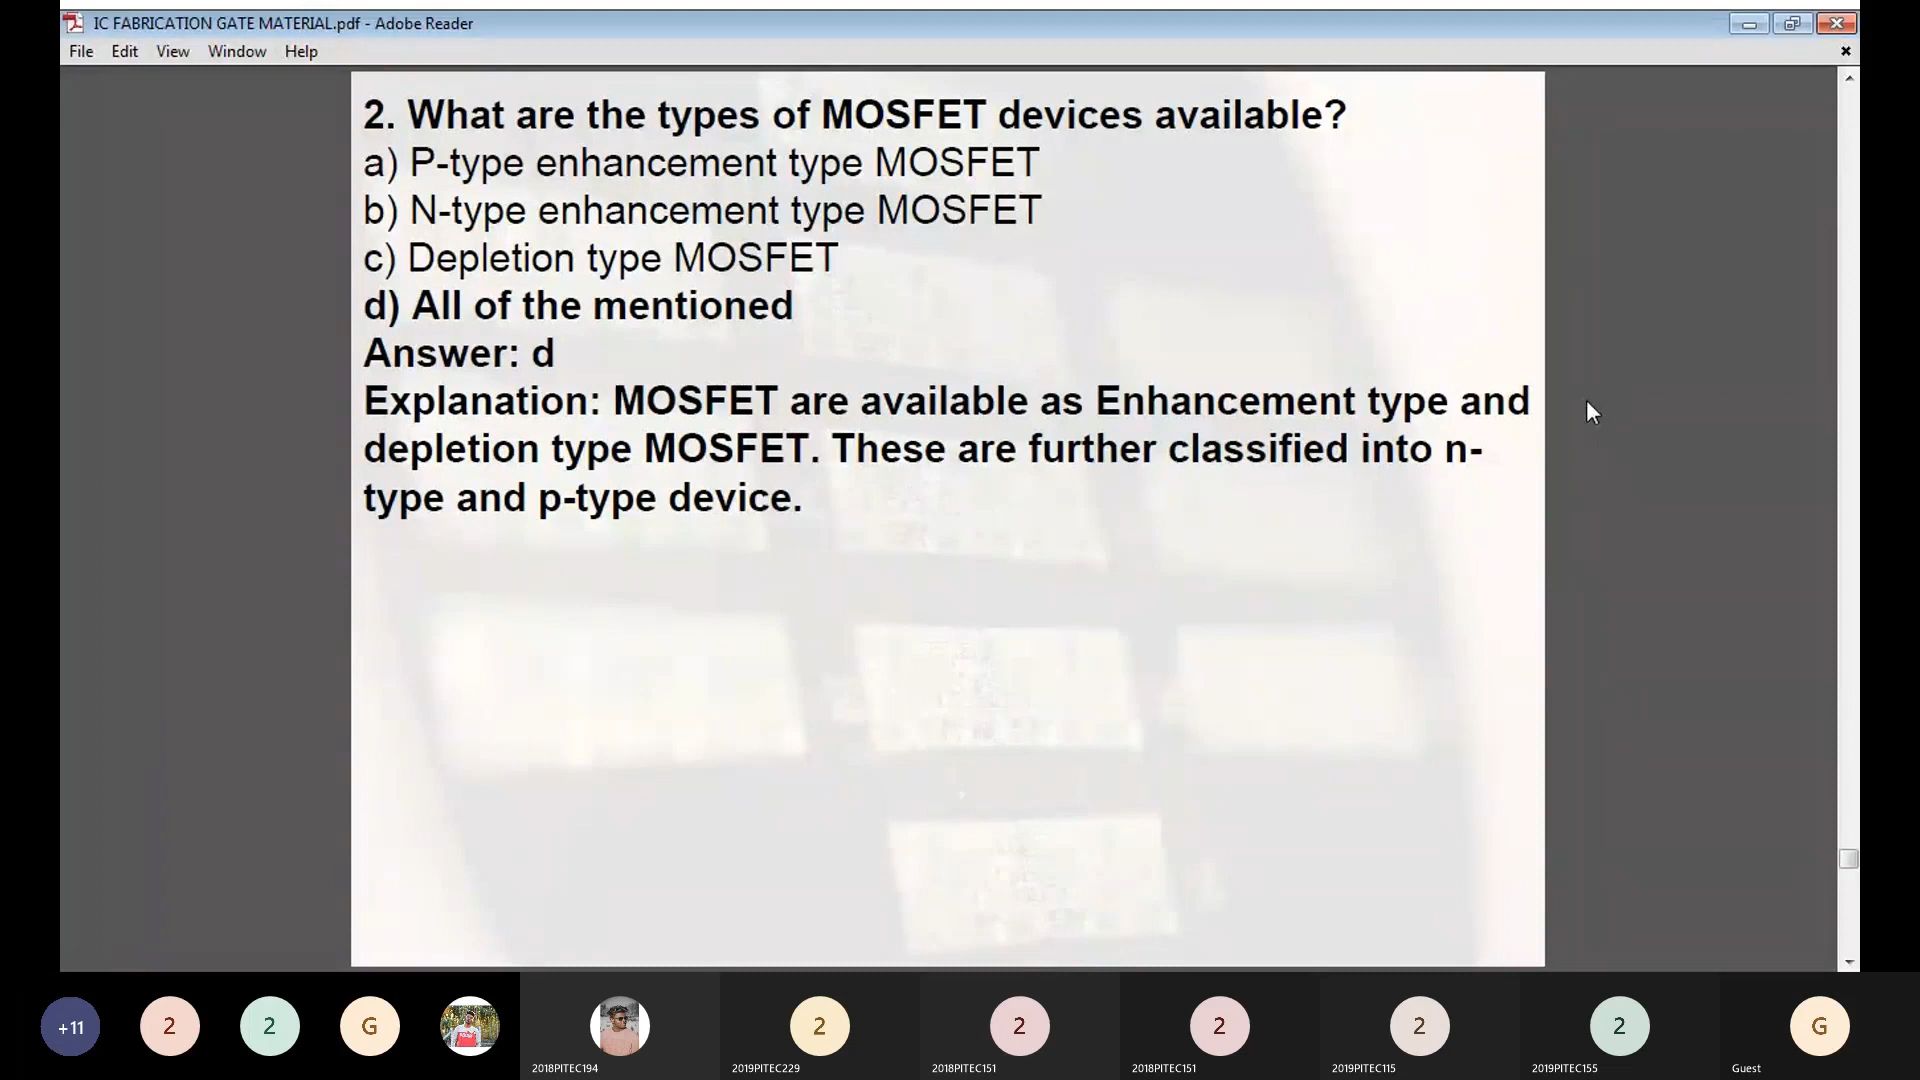 IC FABRICATION GATE MATERIAL.pdf - Adobe Reader
File Edit View Window Help
2. What are the types of MOSFET devices available?
a) P-type enhancement type MOSFET
b) N-type enhancement type MOSFET
c) Depletion type MOSFET
d) All of the mentioned
Answer: d
Explanation: MOSFET are available as Enhancement type and
depletion type MOSFET. These are further classified into n-
type and p-type device.
+11 2 2 G 2 2 2 2 2 G
2018PITEC194 2019PITEC229 2018PITEC151 2018PITEC151 2019PITEC115 2019PITEC155 Guest